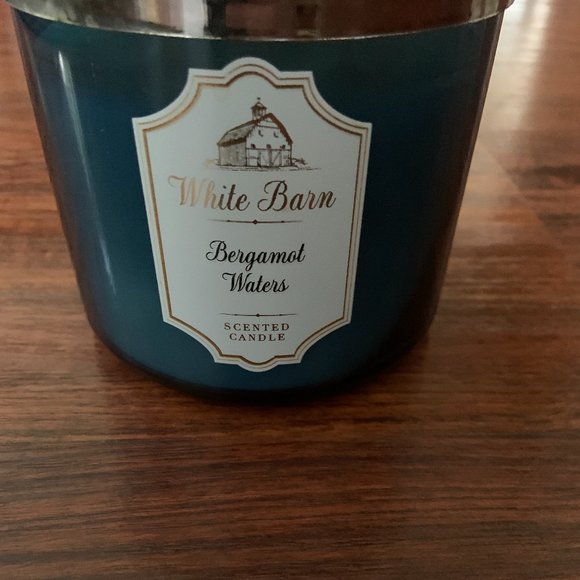 White Barn
Bergamot
Waters
SCENTED
CANDLE